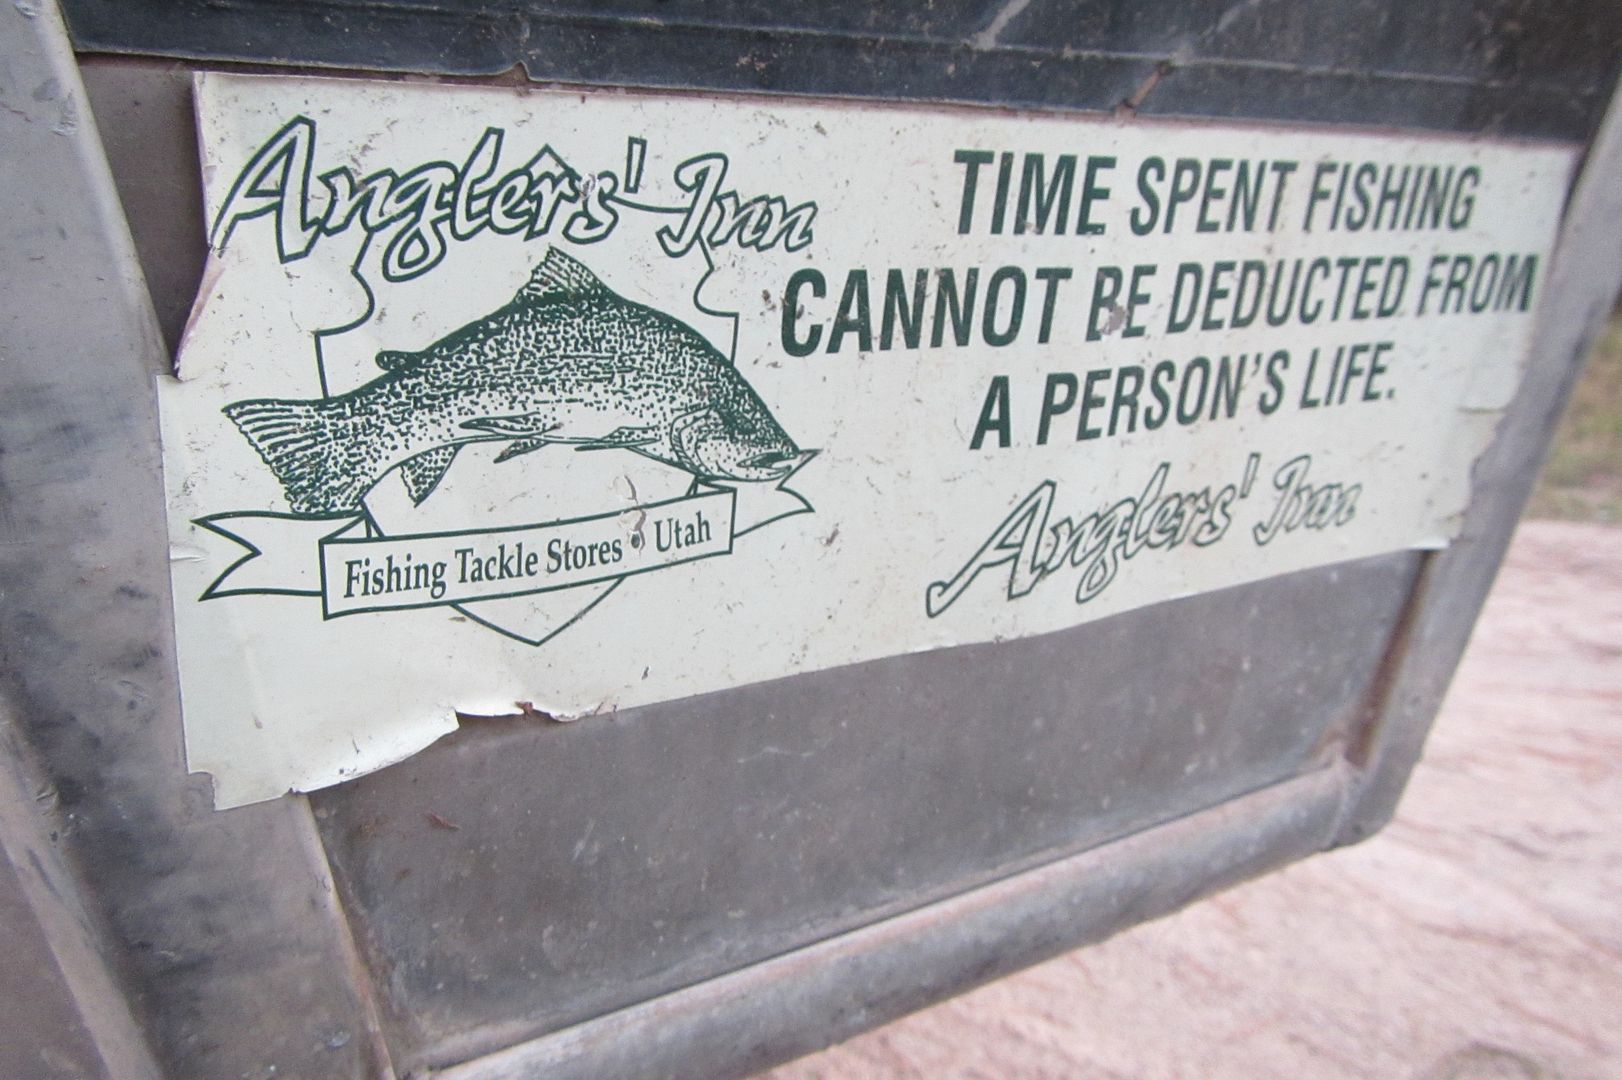 Anglers' Inn
Fishing Tackle Stores • Utah
TIME SPENT FISHING
CANNOT BE DEDUCTED FROM
A PERSON'S LIFE.
Anglers' Inn